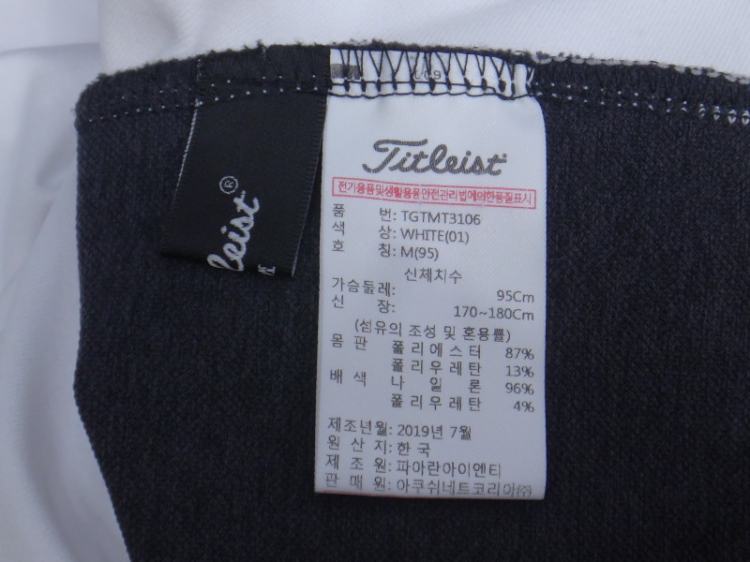 Titleist
전기용품및생활용품안전관리법에의한품질표시
품 번: TGTMT3106
색 상: WHITE(01)
호 칭: M(95)
신체치수
가슴둘레: 95Cm
신 장: 170~180Cm
(섬유의 조성 및 혼용률)
몸 판 폴리에스터 87%
폴리우레탄 13%
배색 나 일 론 96%
폴리우레탄 4%
제조년월: 2019년 7월
원 산 지: 한 국
제 조 원: 파아란아이엔티
판 매 원: 아쿠쉬네트코리아㈜
leist®